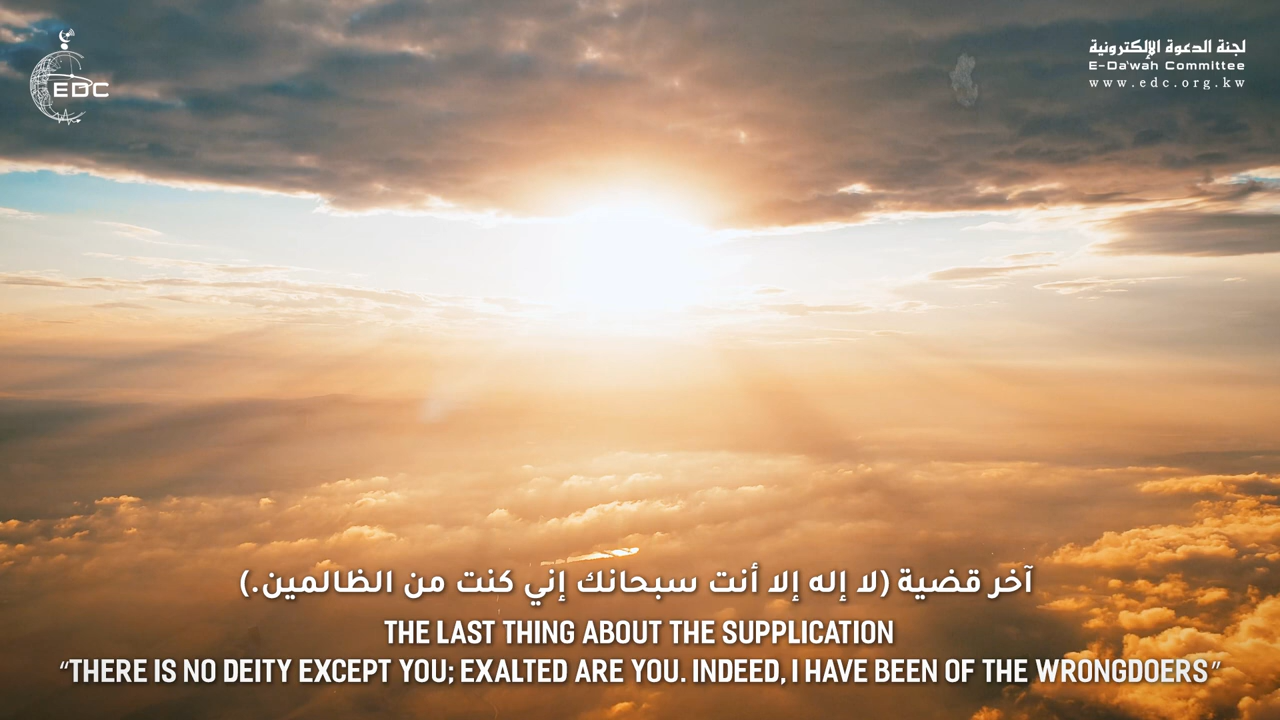 EDC
لجنة الدعوة الإلكترونية
E-Da'wah Committee
www.edc.org.kw
آخر قضية (لا إله إلا أنت سبحانك إني كنت من الظالمين.)
THE LAST THING ABOUT THE SUPPLICATION
“THERE IS NO DEITY EXCEPT YOU; EXALTED ARE YOU. INDEED, I HAVE BEEN OF THE WRONGDOERS”